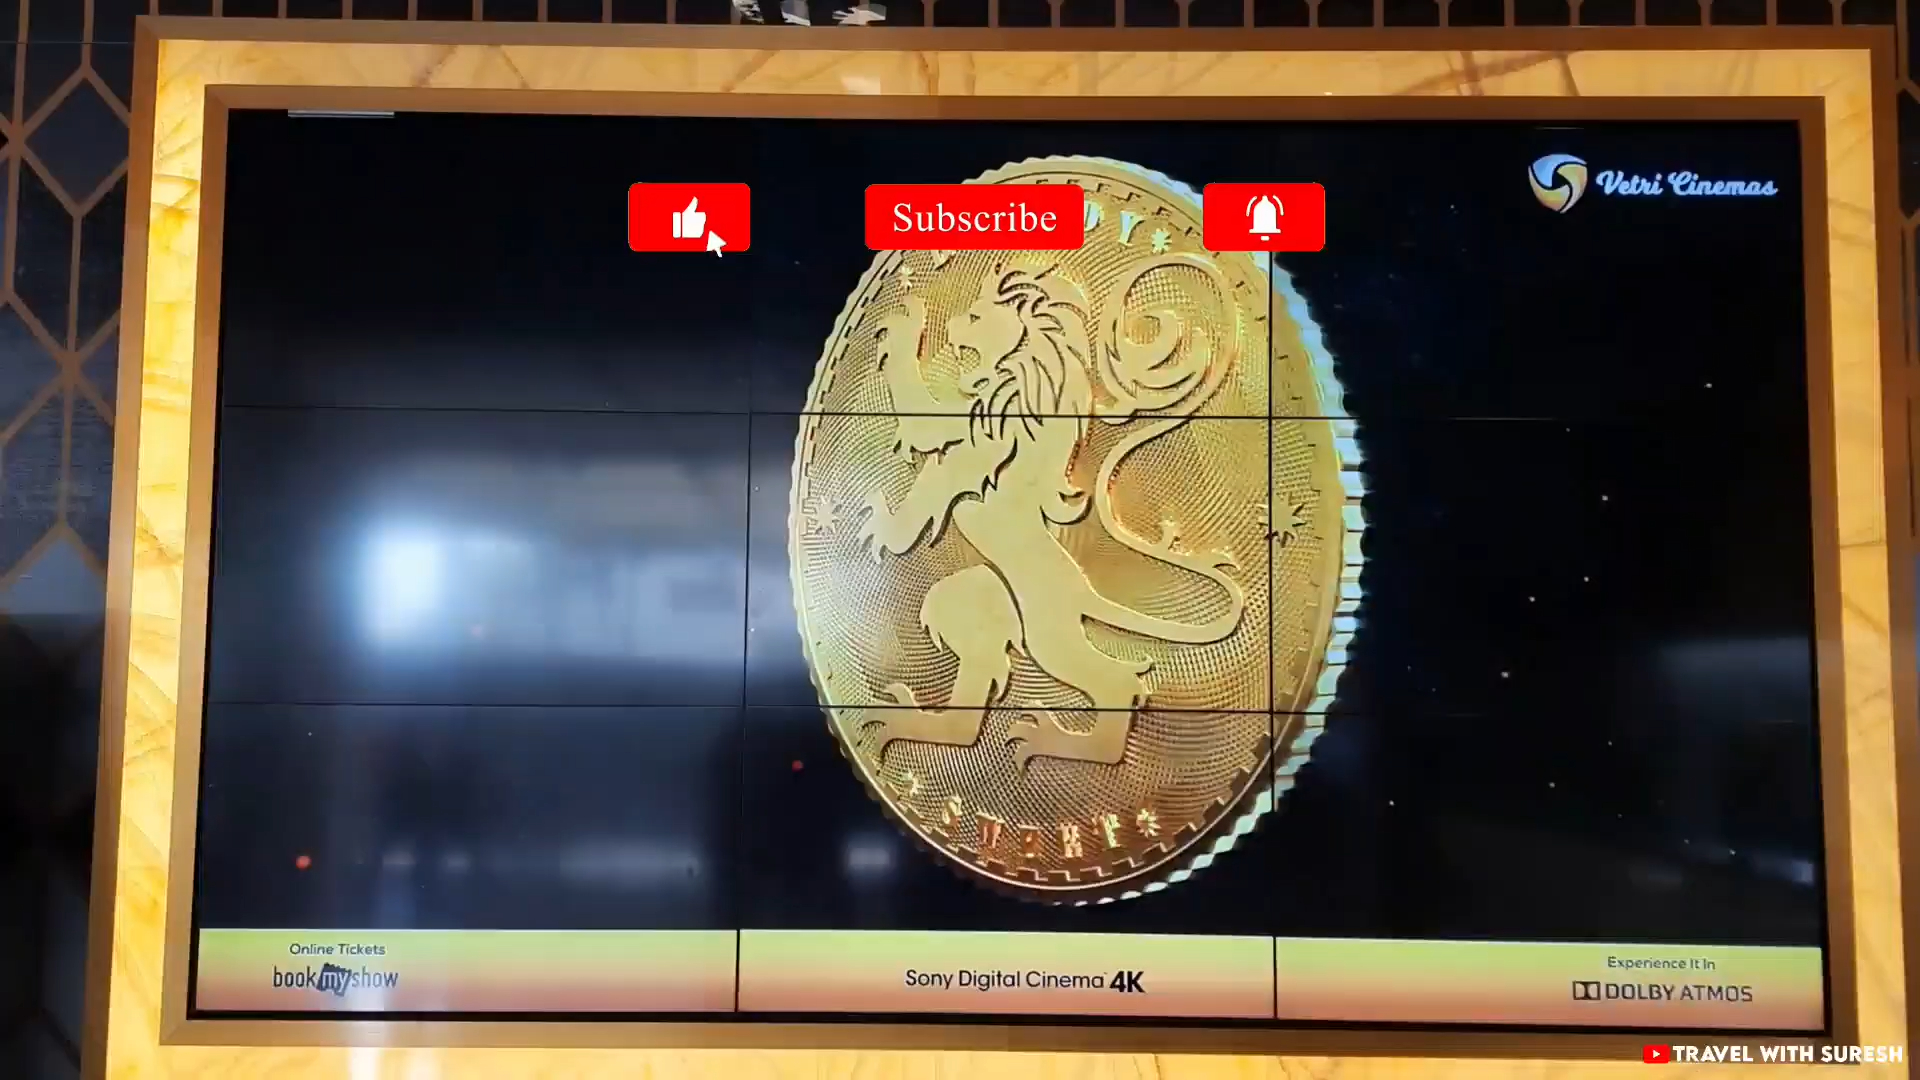 Vetri Cinemas
Subscribe
Online Tickets
bookmyshow
Sony Digital Cinema 4K
Experience It In
DOLBY ATMOS
TRAVEL WITH SURESH